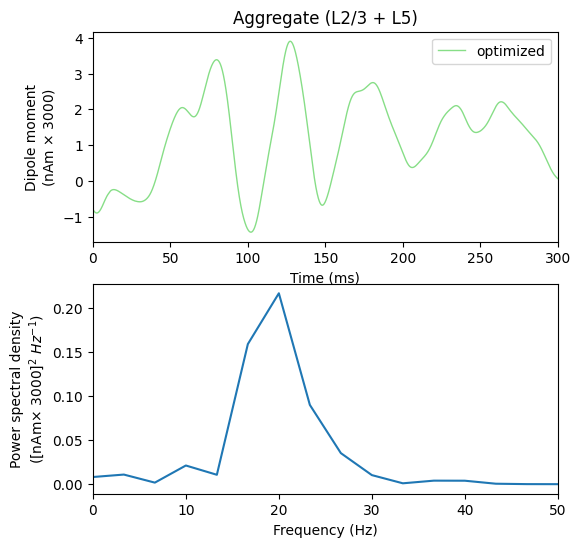 Aggregate (L2/3 + L5)
Dipole moment
(nAm × 3000)
4
3
2
1
0
−1
optimized
0 50 100 150 200 250 300
Time (ms)
Power spectral density
([nAm× 3000]² Hz⁻¹)
0.20
0.15
0.10
0.05
0.00
0 10 20 30 40 50
Frequency (Hz)